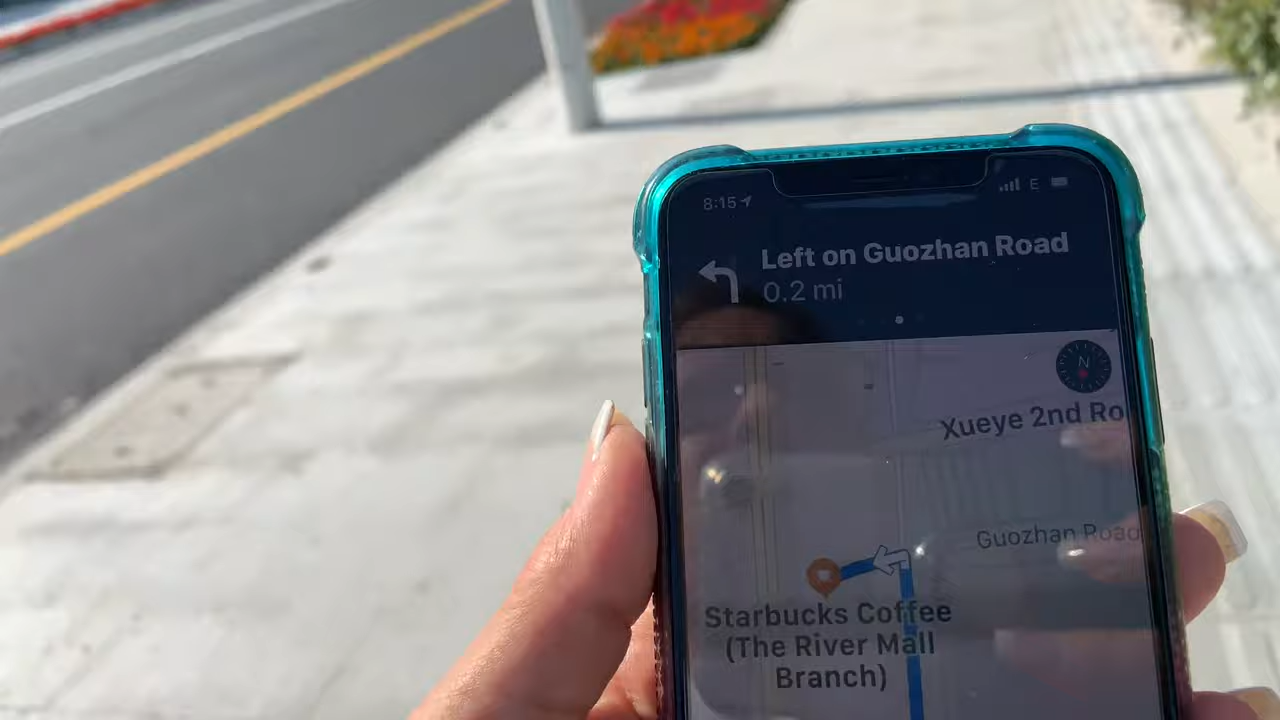 8:15
E
Left on Guozhan Road
0.2 mi
N
Xueye 2nd Ro
Guozhan Road
Starbucks Coffee
(The River Mall
Branch)